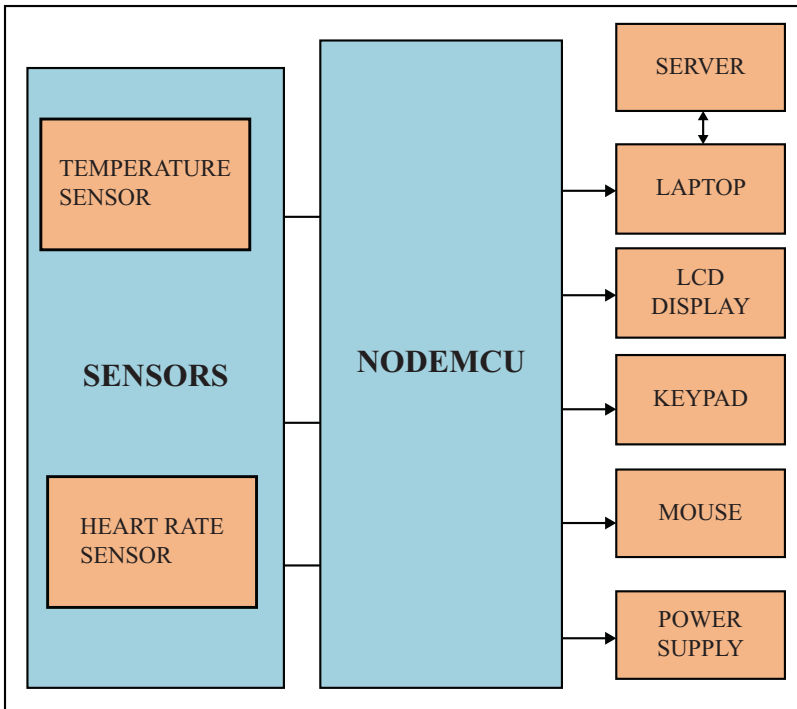 TEMPERATURE
SENSOR
SENSORS
HEART RATE
SENSOR
NODEMCU
SERVER
LAPTOP
LCD
DISPLAY
KEYPAD
MOUSE
POWER
SUPPLY